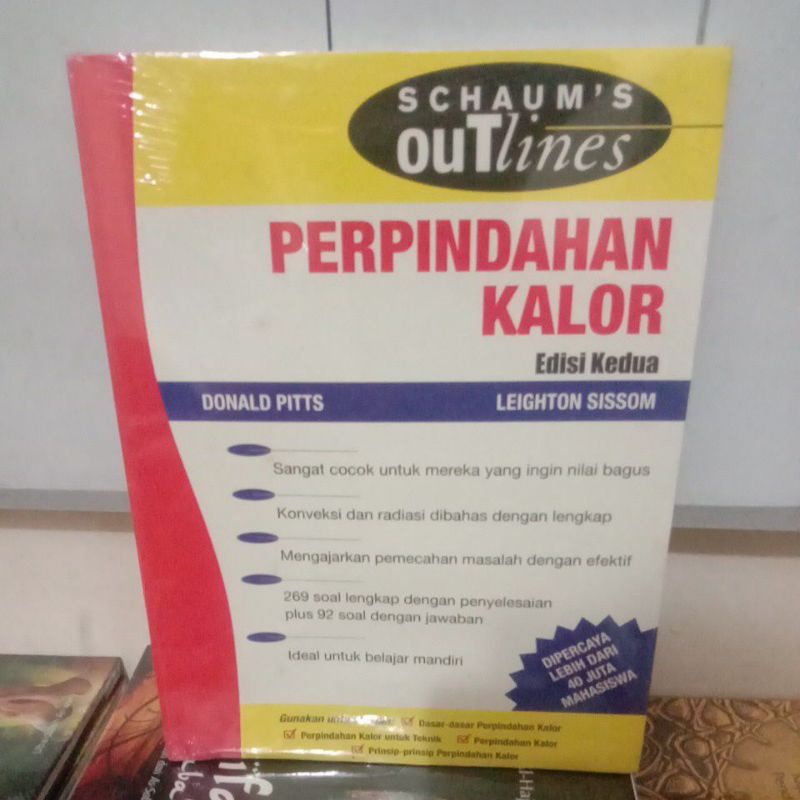 SCHAUM'S
OUTlines
PERPINDAHAN
KALOR
Edisi Kedua
DONALD PITTS
LEIGHTON SISSOM
Sangat cocok untuk mereka yang ingin nilai bagus
Konveksi dan radiasi dibahas dengan lengkap
Mengajarkan pemecahan masalah dengan efektif
269 soal lengkap dengan penyelesaian
plus 92 soal dengan jawaban
Ideal untuk belajar mandiri
DIPERCAYA
LEBIH DARI
40 JUTA
MAHASISWA
Gunakan untuk
Dasar-dasar Perpindahan Kalor
Perpindahan Kalor untuk Teknik
Perpindahan Kalor
Prinsip-prinsip Perpindahan Kalor